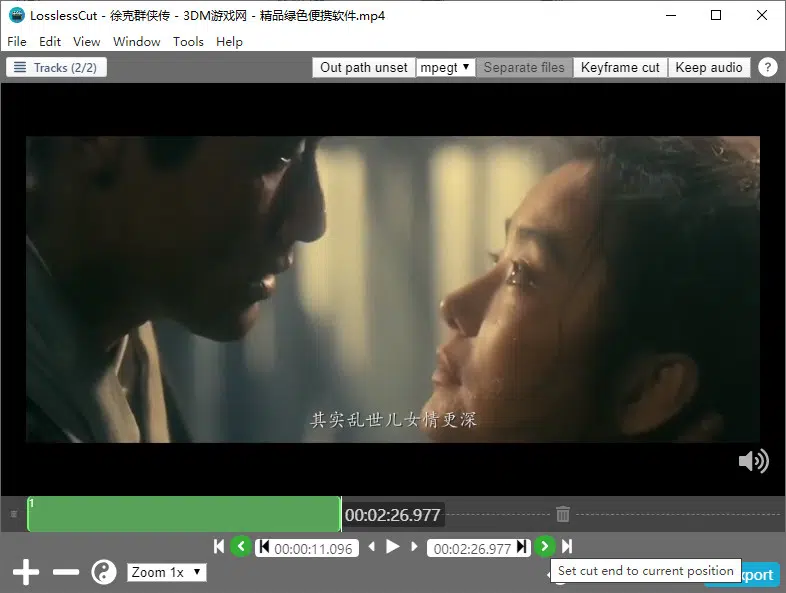 LosslessCut - 徐克群侠传 - 3DM游戏网 - 精品绿色便携软件.mp4
File Edit View Window Tools Help
Tracks (2/2) Out path unset mpegt Separate files Keyframe cut Keep audio ?
其实乱世儿女情更深
1 00:02:26.977
00:00:11.096 00:02:26.977
Zoom 1x Set cut end to current position port